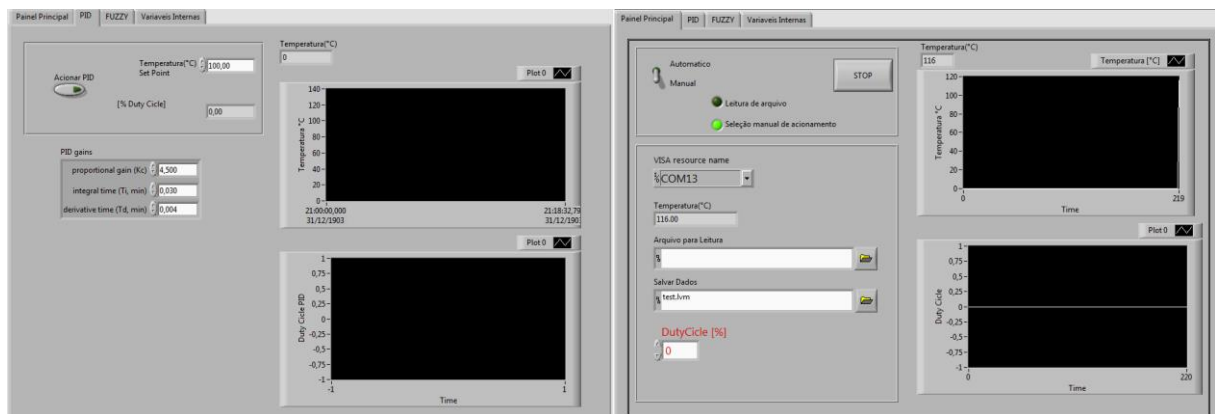 Painel Principal PID FUZZY Variaveis Internas
Acionar PID
Temperatura(°C)
Set Point
100,00
[% Duty Cicle]
0,00
PID gains
proportional gain (Kc) 4,500
integral time (Ti, min) 0,030
derivative time (Td, min) 0,004
Temperatura(°C)
0
Plot 0
Temperatura °C
140
120
100
80
60
40
20
0
21:00:00,000
31/12/1903
21:18:32,79
31/12/190
Plot 0
Duty Cicle PID
1
0,75
0,5
0,25
0
-0,25
-0,5
-0,75
-1
-1
1
Time
Painel Principal PID FUZZY Variaveis Internas
Automatico
Manual
STOP
Leitura de arquivo
Seleção manual de acionamento
VISA resource name
COM13
Temperatura(°C)
116.00
Arquivo para Leitura
Salvar Dados
test.lvm
DutyCicle [%]
0
Temperatura(°C)
116
Temperatura [°C]
Temperatura °C
120
100
80
60
40
20
0
0
219
Time
Plot 0
Duty Cicle
1
0,75
0,5
0,25
0
-0,25
-0,5
-0,75
-1
0
220
Time